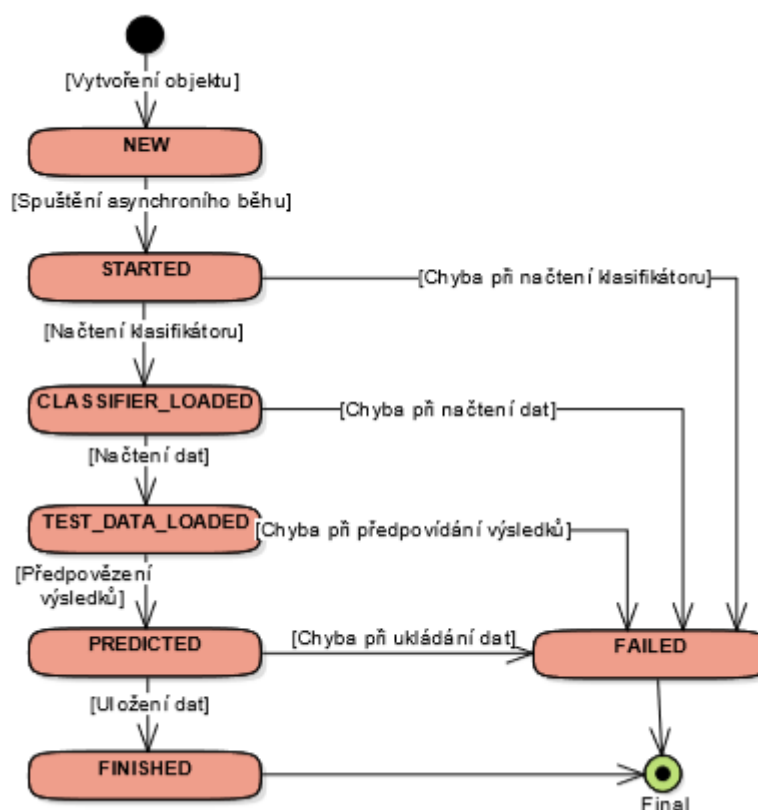 [Vytvoření objektu]
NEW
[Spuštění asynchroního běhu]
STARTED
[Chyba při načtení klasifikátoru]
[Načtení klasifikátoru]
CLASSIFIER_LOADED
[Chyba při načtení dat]
[Načtení dat]
TEST_DATA_LOADED
[Chyba při předpovídání výsledků]
[Předpovězení
výsledků]
PREDICTED
[Chyba při ukládání dat]
FAILED
[Uložení dat]
FINISHED
Final